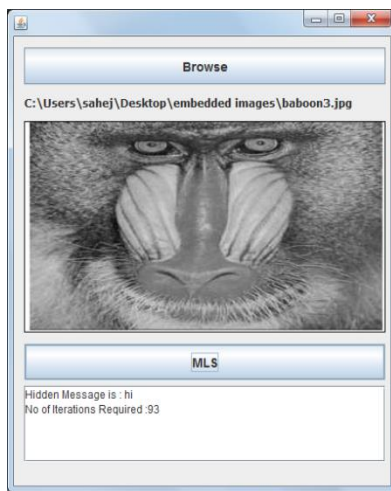 Browse
C:\Users\sahej\Desktop\embedded images\baboon3.jpg
MLS
Hidden Message is : hi
No of Iterations Required :93